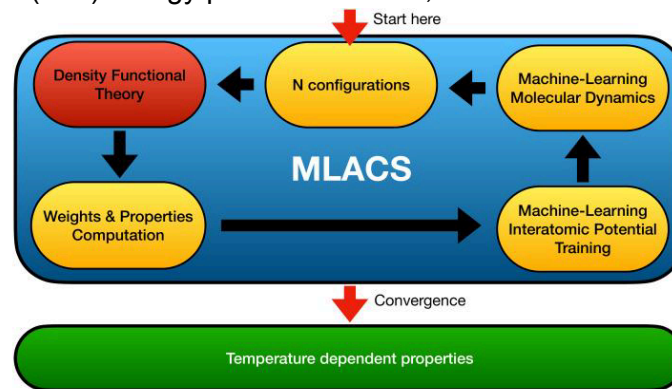 Start here
Density Functional
Theory
N configurations
Machine-Learning
Molecular Dynamics
MLACS
Weights & Properties
Computation
Machine-Learning
Interatomic Potential
Training
Convergence
Temperature dependent properties